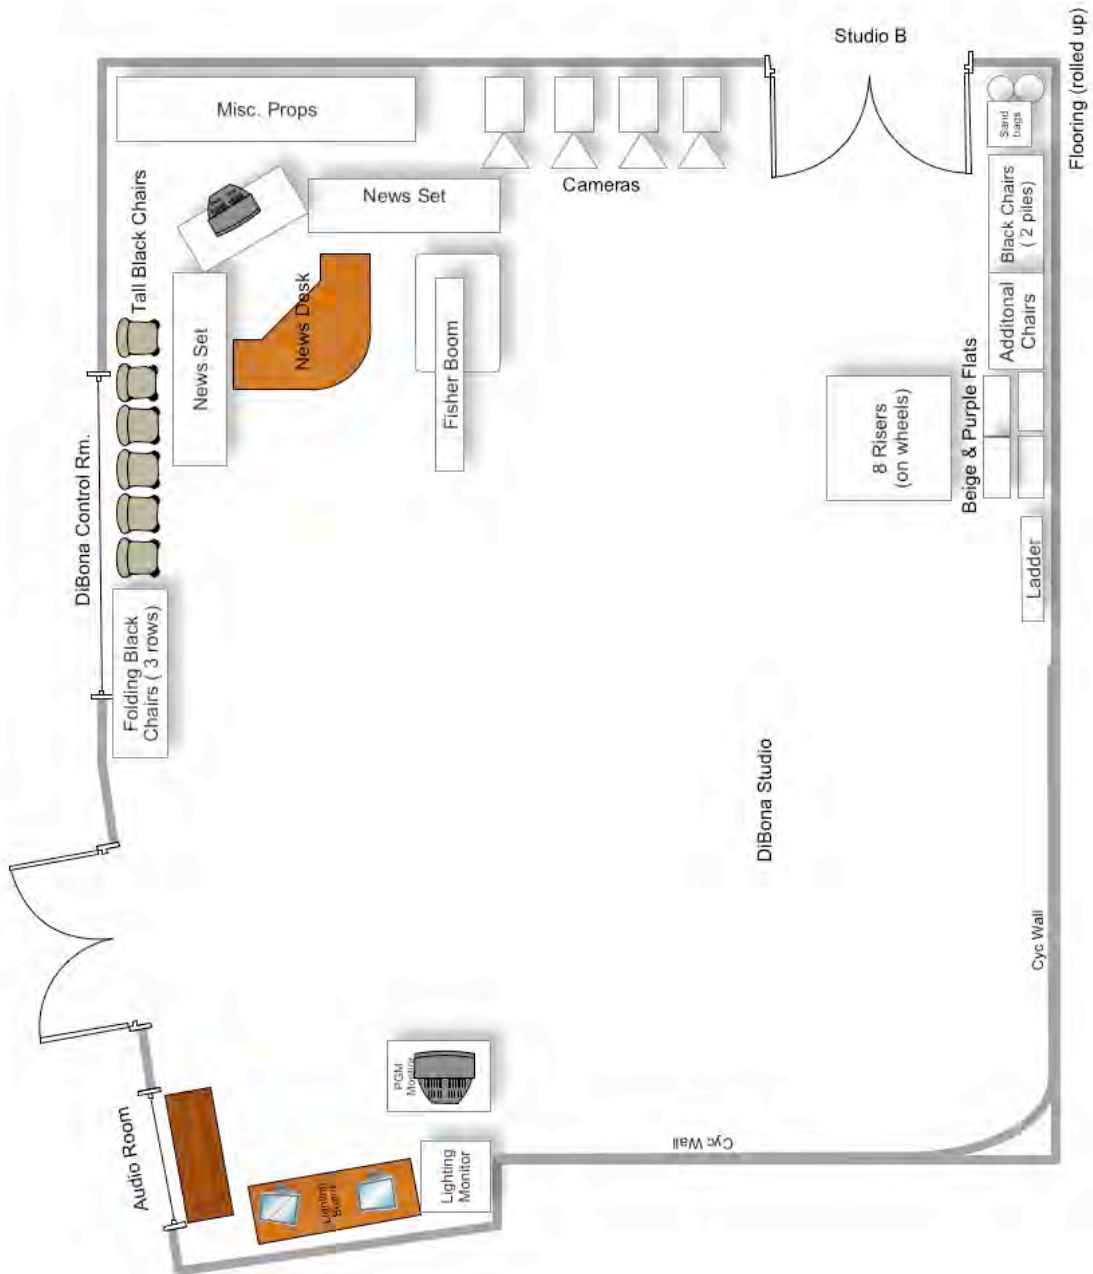 Studio B
Flooring (rolled up)
Misc. Props
Sand
bags
Cameras
News Set
Tall Black Chairs
Black Chairs
( 2 piles)
News Desk
News Set
Additonal
Chairs
Fisher Boom
Beige & Purple Flats
8 Risers
(on wheels)
DiBona Control Rm.
Ladder
Folding Black
Chairs ( 3 rows)
DiBona Studio
Cyc Wall
PGM
Monitor
Audio Room
Cyc Wall
Lighting
Monitor
Lighting
Board